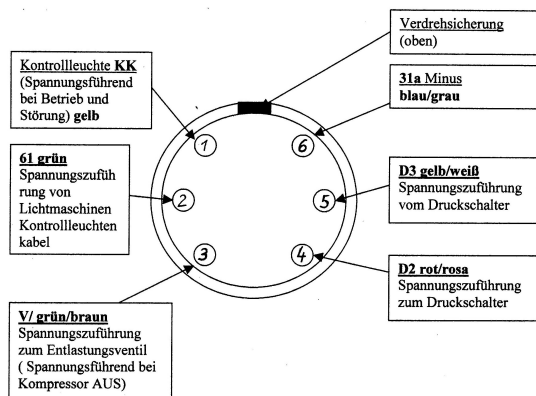 Verdrehsicherung
(oben)
Kontrollleuchte KK
(Spannungsführend
bei Betrieb und
Störung) gelb
31a Minus
blau/grau
1
6
61 grün
Spannungszufüh
rung von
Lichtmaschinen
Kontrollleuchten
kabel
2
5
D3 gelb/weiß
Spannungszuführung
vom Druckschalter
3
4
D2 rot/rosa
Spannungszuführung
zum Druckschalter
V/ grün/braun
Spannungszuführung
zum Entlastungsventil
( Spannungsführend bei
Kompressor AUS)